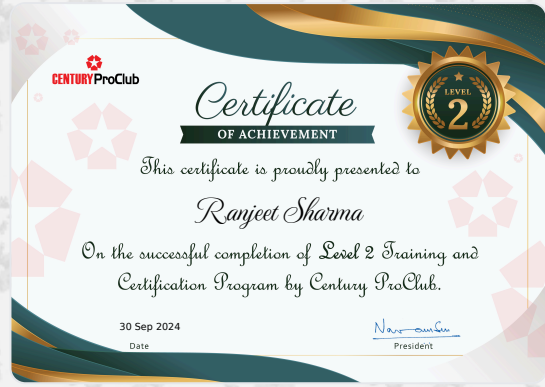 CENTURY ProClub
Certificate
OF ACHIEVEMENT
LEVEL
2
This certificate is proudly presented to
Ranjeet Sharma
On the successful completion of Level 2 Training and
Certification Program by Century ProClub.
30 Sep 2024
Date
President